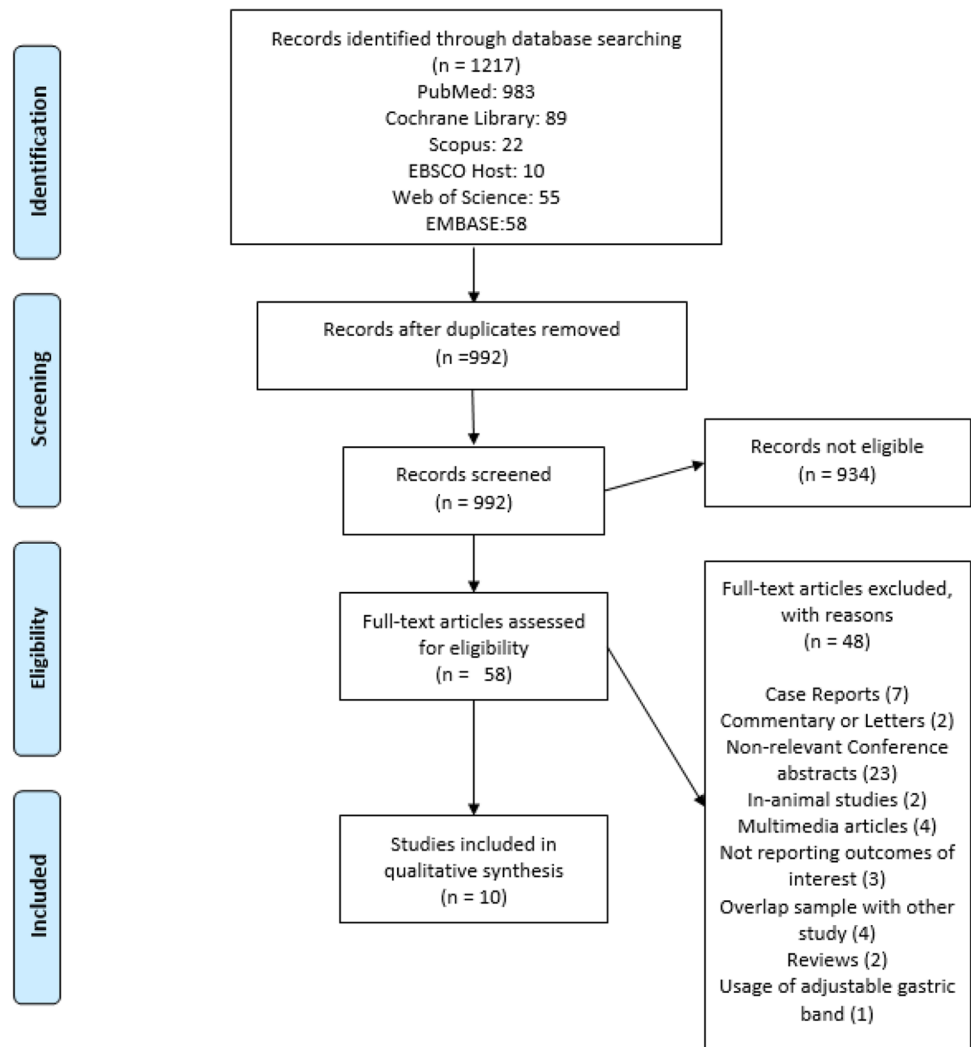 Identification
Records identified through database searching
(n = 1217)
PubMed: 983
Cochrane Library: 89
Scopus: 22
EBSCO Host: 10
Web of Science: 55
EMBASE:58
Screening
Records after duplicates removed
(n =992)
Records screened
(n = 992)
Records not eligible
(n = 934)
Eligibility
Full-text articles assessed
for eligibility
(n = 58)
Full-text articles excluded,
with reasons
(n = 48)
Case Reports (7)
Commentary or Letters (2)
Non-relevant Conference
abstracts (23)
In-animal studies (2)
Multimedia articles (4)
Not reporting outcomes of
interest (3)
Overlap sample with other
study (4)
Reviews (2)
Usage of adjustable gastric
band (1)
Included
Studies included in
qualitative synthesis
(n = 10)